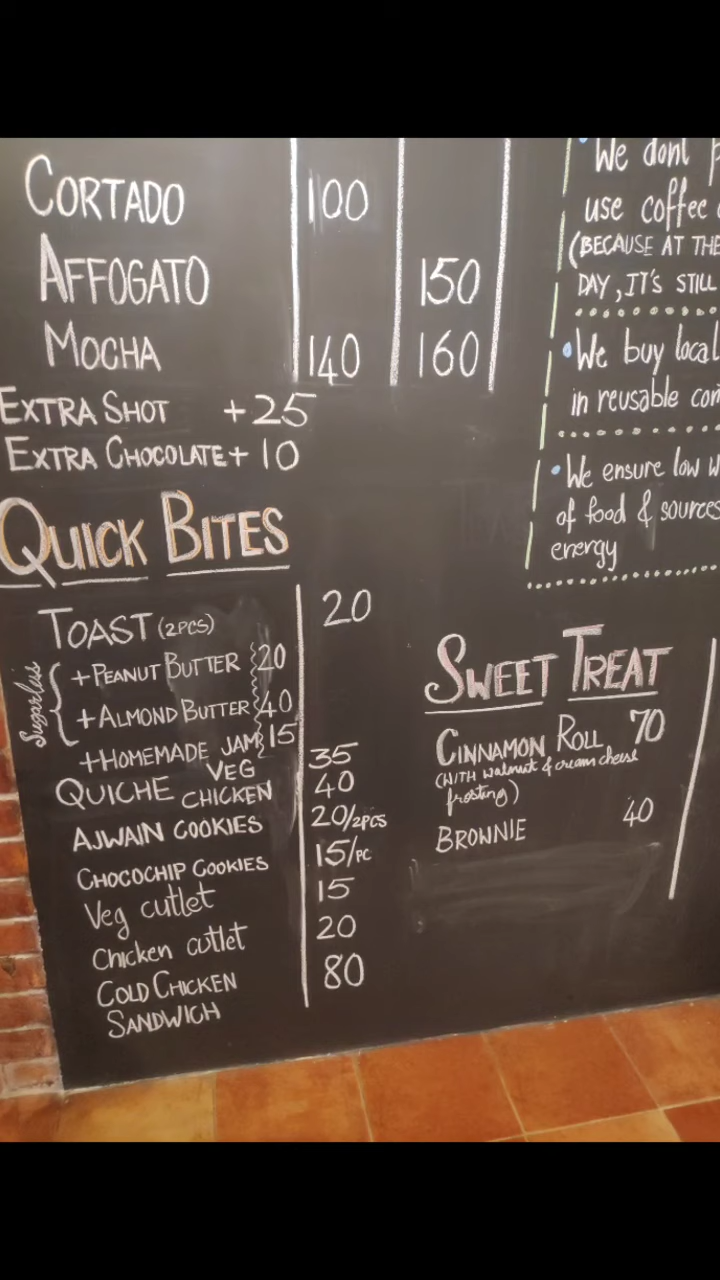 CORTADO 100
AFFOGATO 150
MOCHA 140 160
EXTRA SHOT +25
EXTRA CHOCOLATE + 10
QUICK BITES
TOAST (2PCS) 20
Sugarless
+PEANUT BUTTER 20
+ALMOND BUTTER 40
+HOMEMADE JAM 15
QUICHE VEG 35
CHICKEN 40
AJWAIN COOKIES 20/2PCS
CHOCOCHIP COOKIES 15/PC
Veg cutlet 15
Chicken cutlet 20
COLD CHICKEN 80
SANDWICH
We dont
use coffee
(BECAUSE AT THE
DAY, IT'S STILL
We buy local
in reusable
We ensure low
of food & sources
energy
SWEET TREAT
CINNAMON ROLL 70
(WITH walnut & cream cheese
frosting)
BROWNIE 40